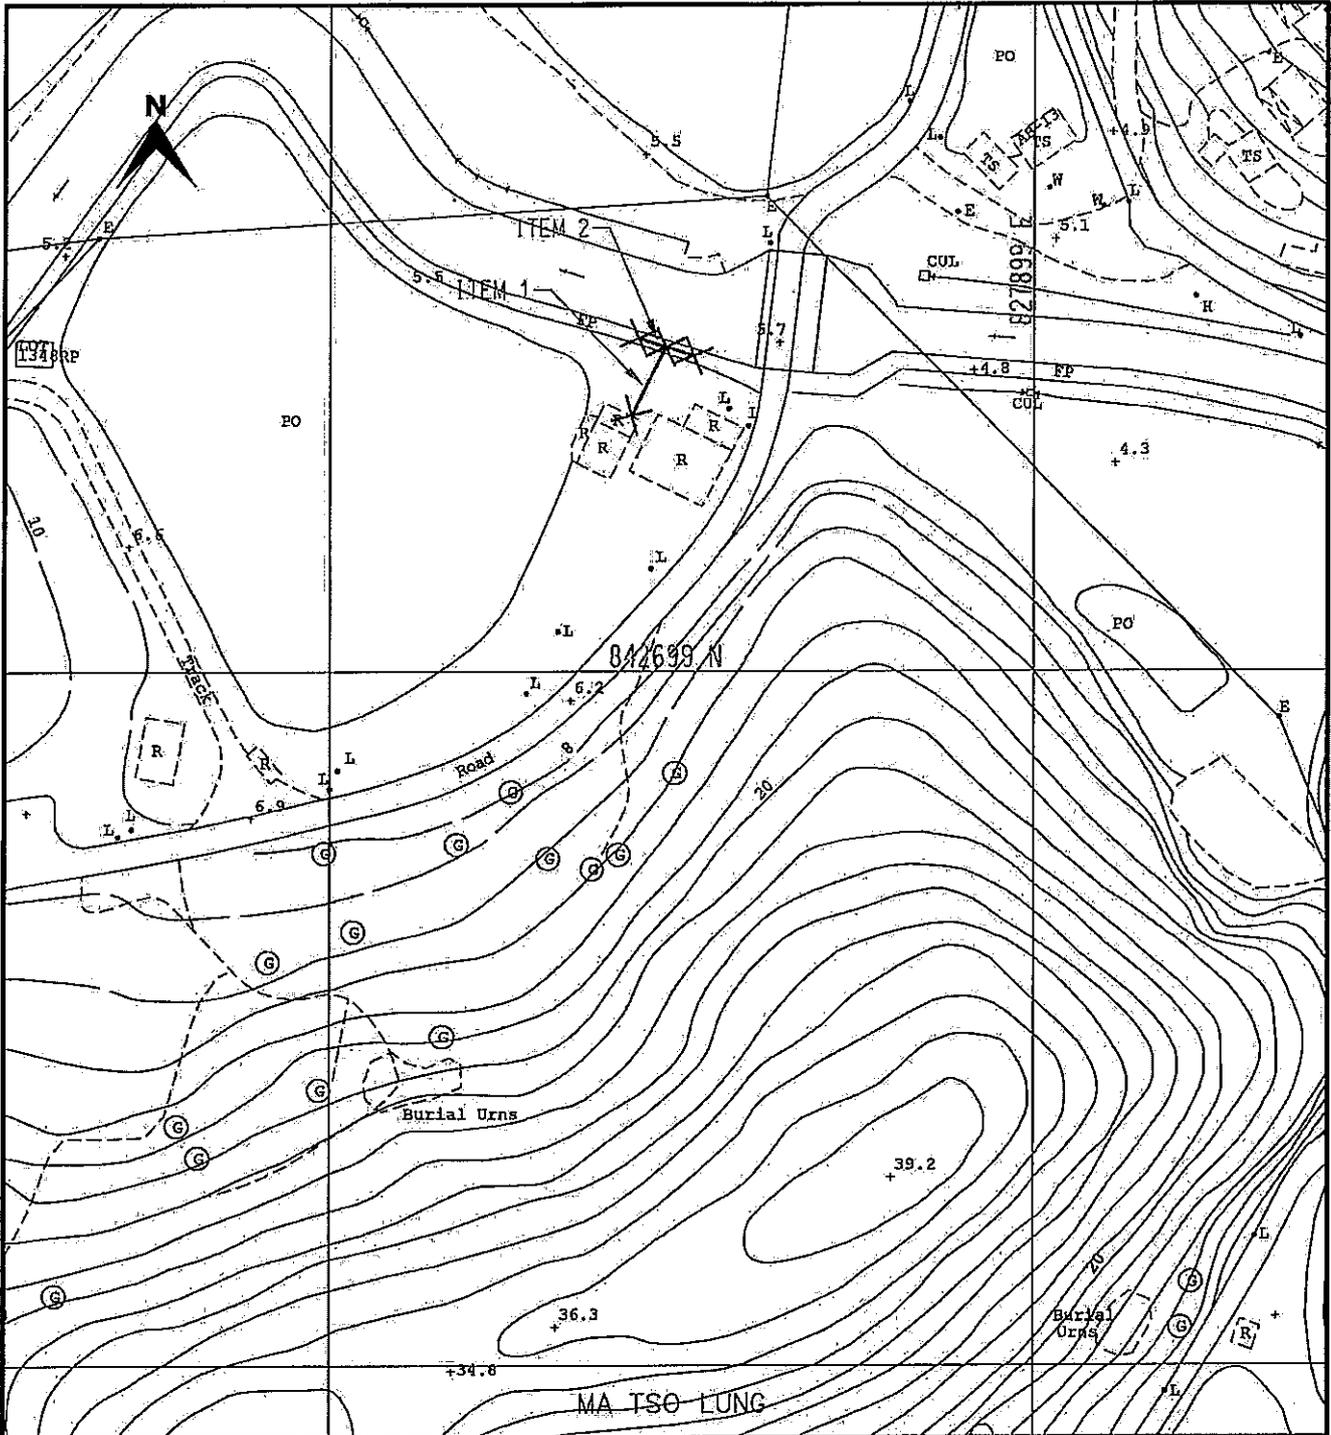 PO
E
L
N
5.5
L
AB-13
TS
+4.9
TS
TS
W
W
L
E
E
5.1
ITEM 2
E
L
5.2
827899 E
CUL
5.5
ITEM 1
H
FP
5.7
L
1348RP
+4.8
FP
CUL
L
L
PO
R
R
R
R
4.3
10
6.6
L
PO
L
842699 N
Track
L
6.2
E
R
R
L
L
Road
8
G
20
6.9
G
L
L
G
G
G
G
G
G
G
G
G
Burial Urns
G
G
39.2
L
20
G
G
36.3
Burial
Urns
G
R
+34.8
MA TSO LUNG
L